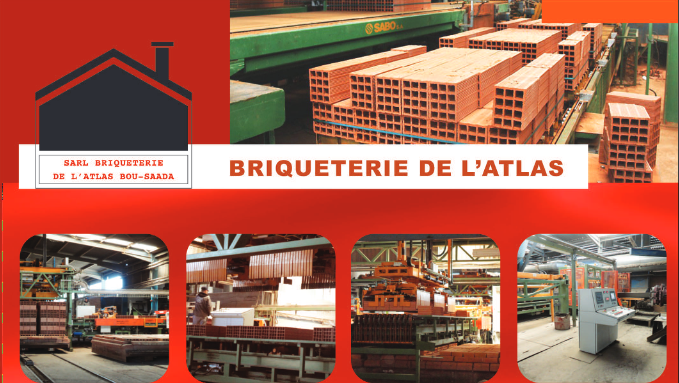 SABO
SARL BRIQUETERIE
DE L'ATLAS BOU-SAADA
BRIQUETERIE DE L’ATLAS